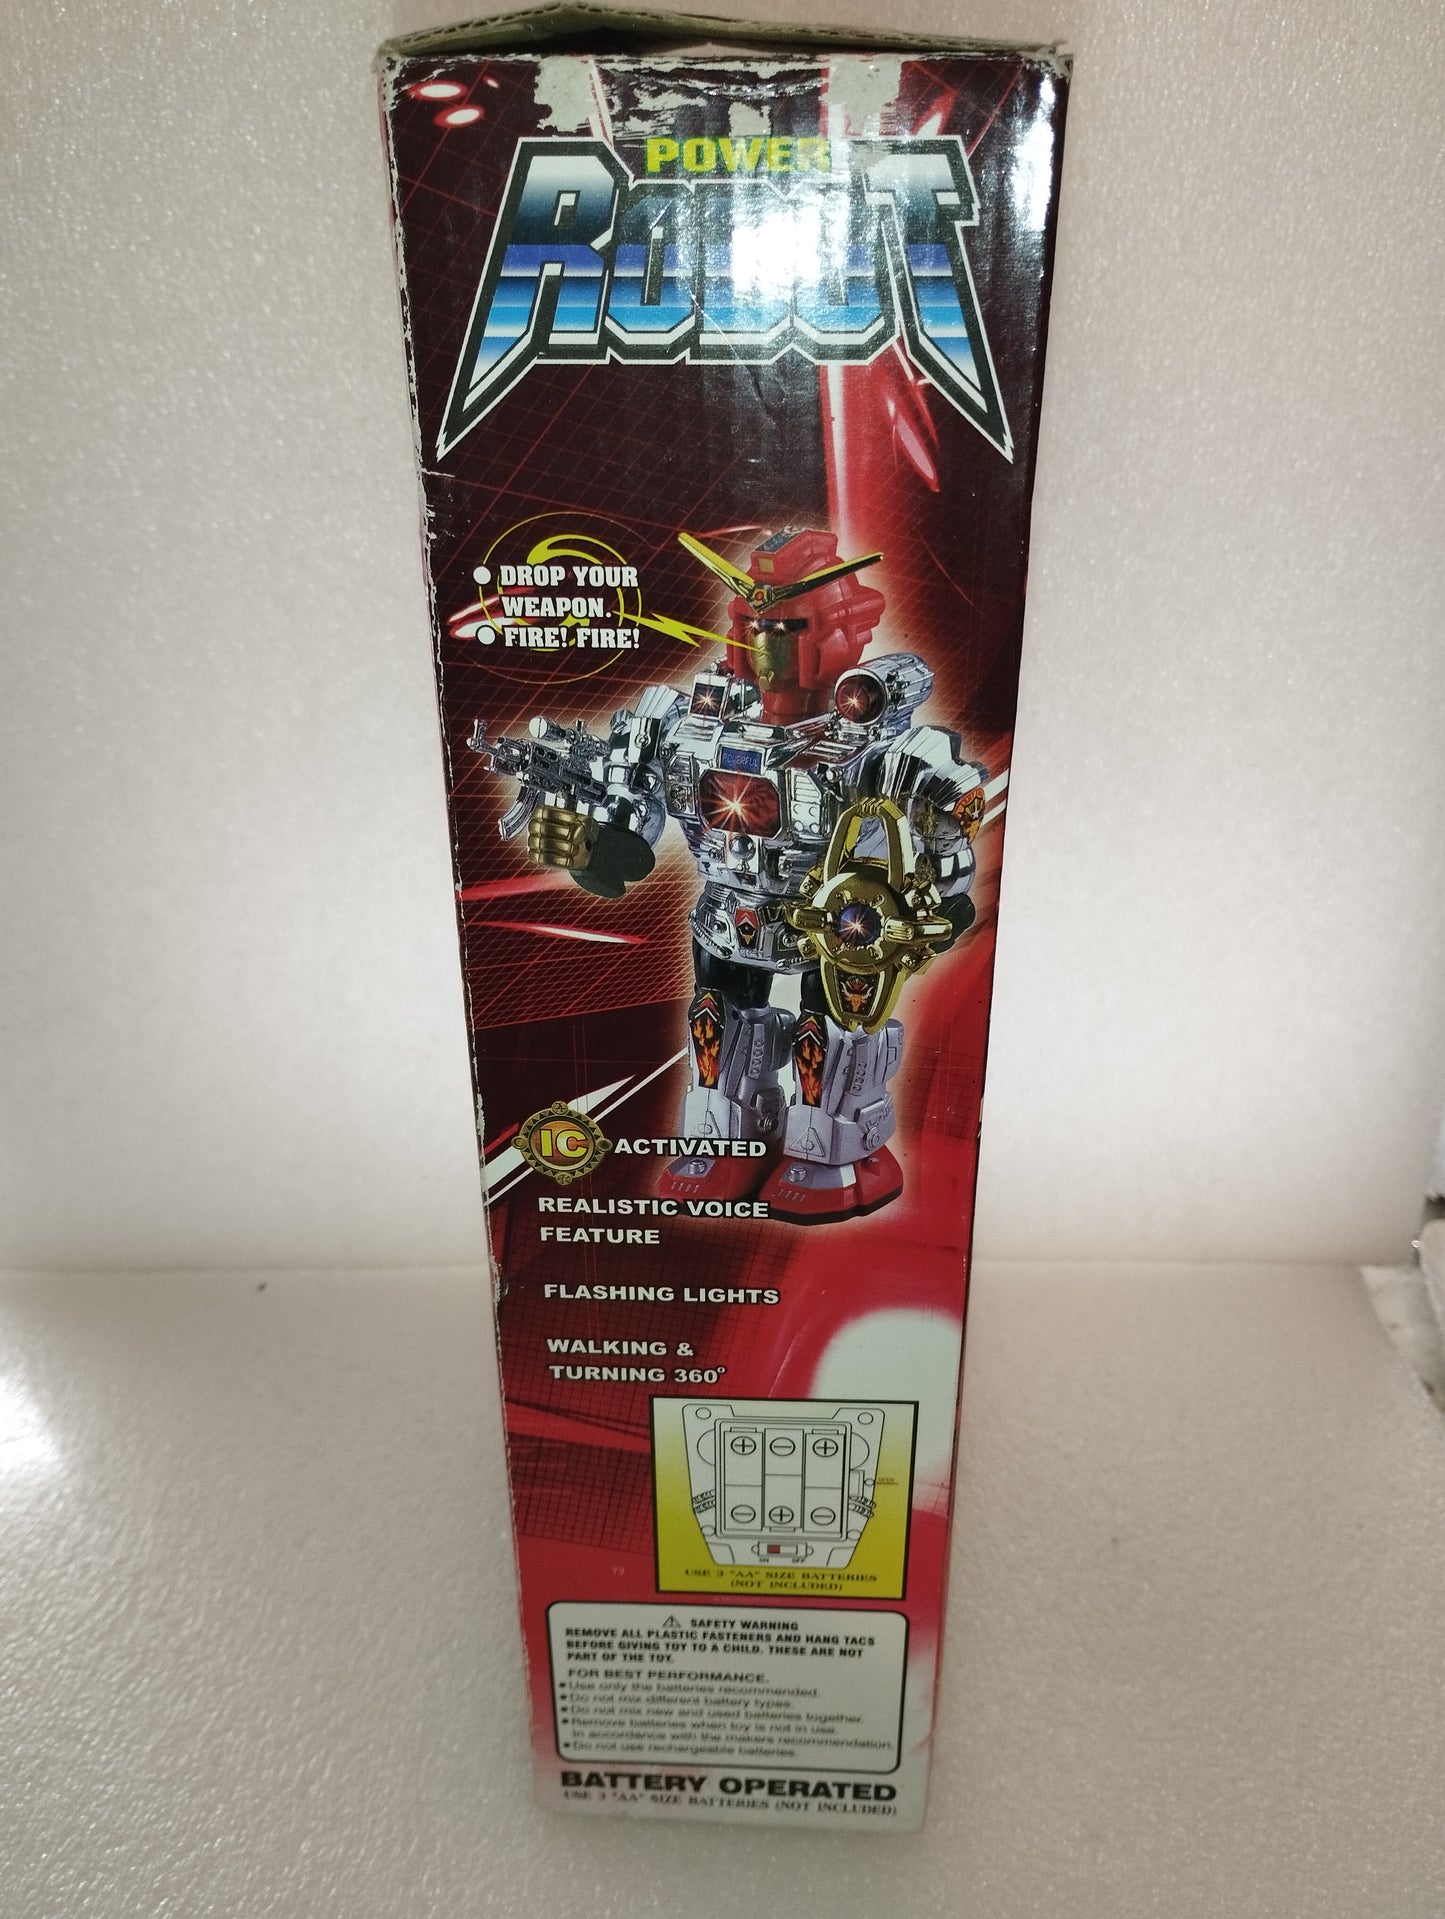 POWER
ROBOT
• DROP YOUR
WEAPON.
• FIRE! FIRE!
POWERFUL
IC ACTIVATED
REALISTIC VOICE
FEATURE
FLASHING LIGHTS
WALKING &
TURNING 360°
OPEN
ON OFF
USE 3 "AA" SIZE BATTERIES
(NOT INCLUDED)
⚠ SAFETY WARNING
REMOVE ALL PLASTIC FASTENERS AND HANG TAGS
BEFORE GIVING TOY TO A CHILD. THESE ARE NOT
PART OF THE TOY.
FOR BEST PERFORMANCE.
• Use only the batteries recommended.
• Do not mix different battery types.
• Do not mix new and used batteries together.
• Remove batteries when toy is not in use.
In accordance with the makers recommendation.
• Do not use rechargeable batteries.
BATTERY OPERATED
USE 3 "AA" SIZE BATTERIES (NOT INCLUDED)